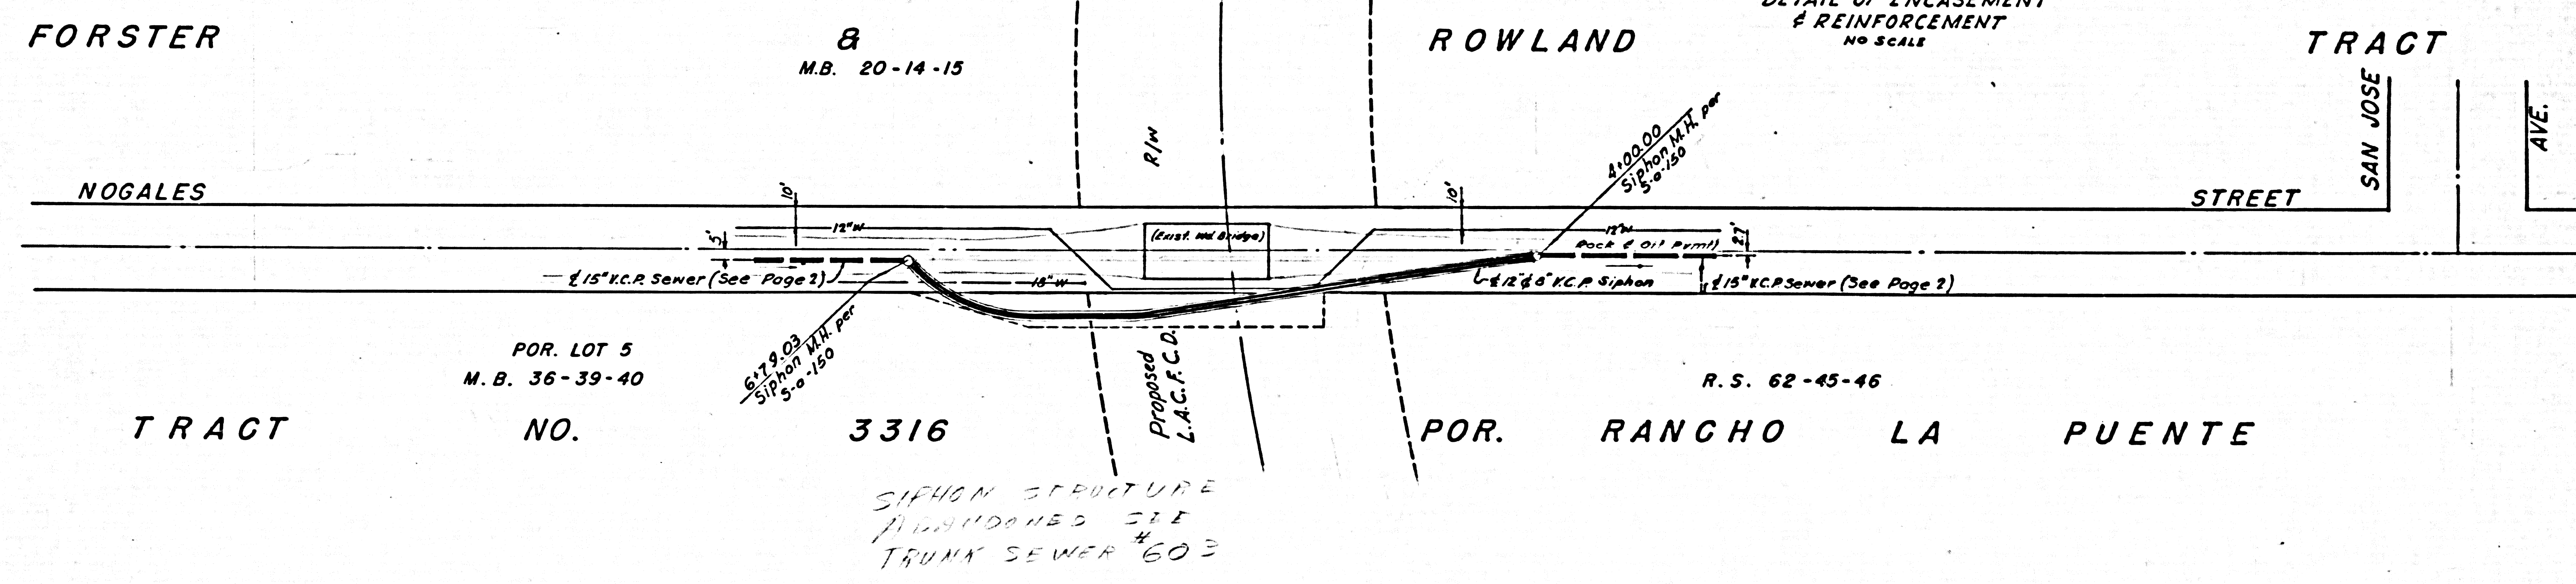 DETAIL OF ENCASEMENT
& REINFORCEMENT
NO SCALE
FORSTER & ROWLAND TRACT
M.B. 20-14-15
SAN JOSE AVE.
R/W
4+00.00
Siphon M.H. per
S-a-150
NOGALES STREET
10'
10'
5'
12" W
(Exist. Wd Bridge)
12" W
Rock & Oil Pvmt)
27'
℄ 15" V.C.P. Sewer (See Page 2)
18" W
℄ 12" & 8" V.C.P. Siphon
℄ 15" V.C.P. Sewer (See Page 2)
6+79.03
Siphon M.H. per
S-a-150
POR. LOT 5
M.B. 36-39-40
Proposed
L.A.C.F.C.D.
R.S. 62-45-46
TRACT NO. 3316
POR. RANCHO LA PUENTE
SIPHON STRUCTURE
ABANDONED SEE
TRUNK SEWER #603